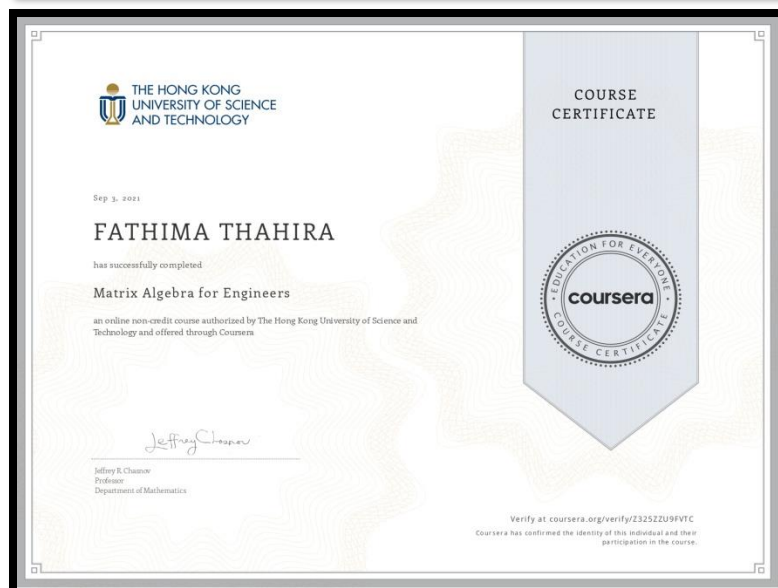 THE HONG KONG
UNIVERSITY OF SCIENCE
AND TECHNOLOGY
COURSE
CERTIFICATE
Sep 3, 2021
FATHIMA THAHIRA
has successfully completed
Matrix Algebra for Engineers
an online non-credit course authorized by The Hong Kong University of Science and
Technology and offered through Coursera
EDUCATION FOR EVERYONE
coursera
COURSE CERTIFICATE
Jeffrey Chasnov
Jeffrey R. Chasnov
Professor
Department of Mathematics
Verify at coursera.org/verify/Z325ZZU9FVTC
Coursera has confirmed the identity of this individual and their
participation in the course.